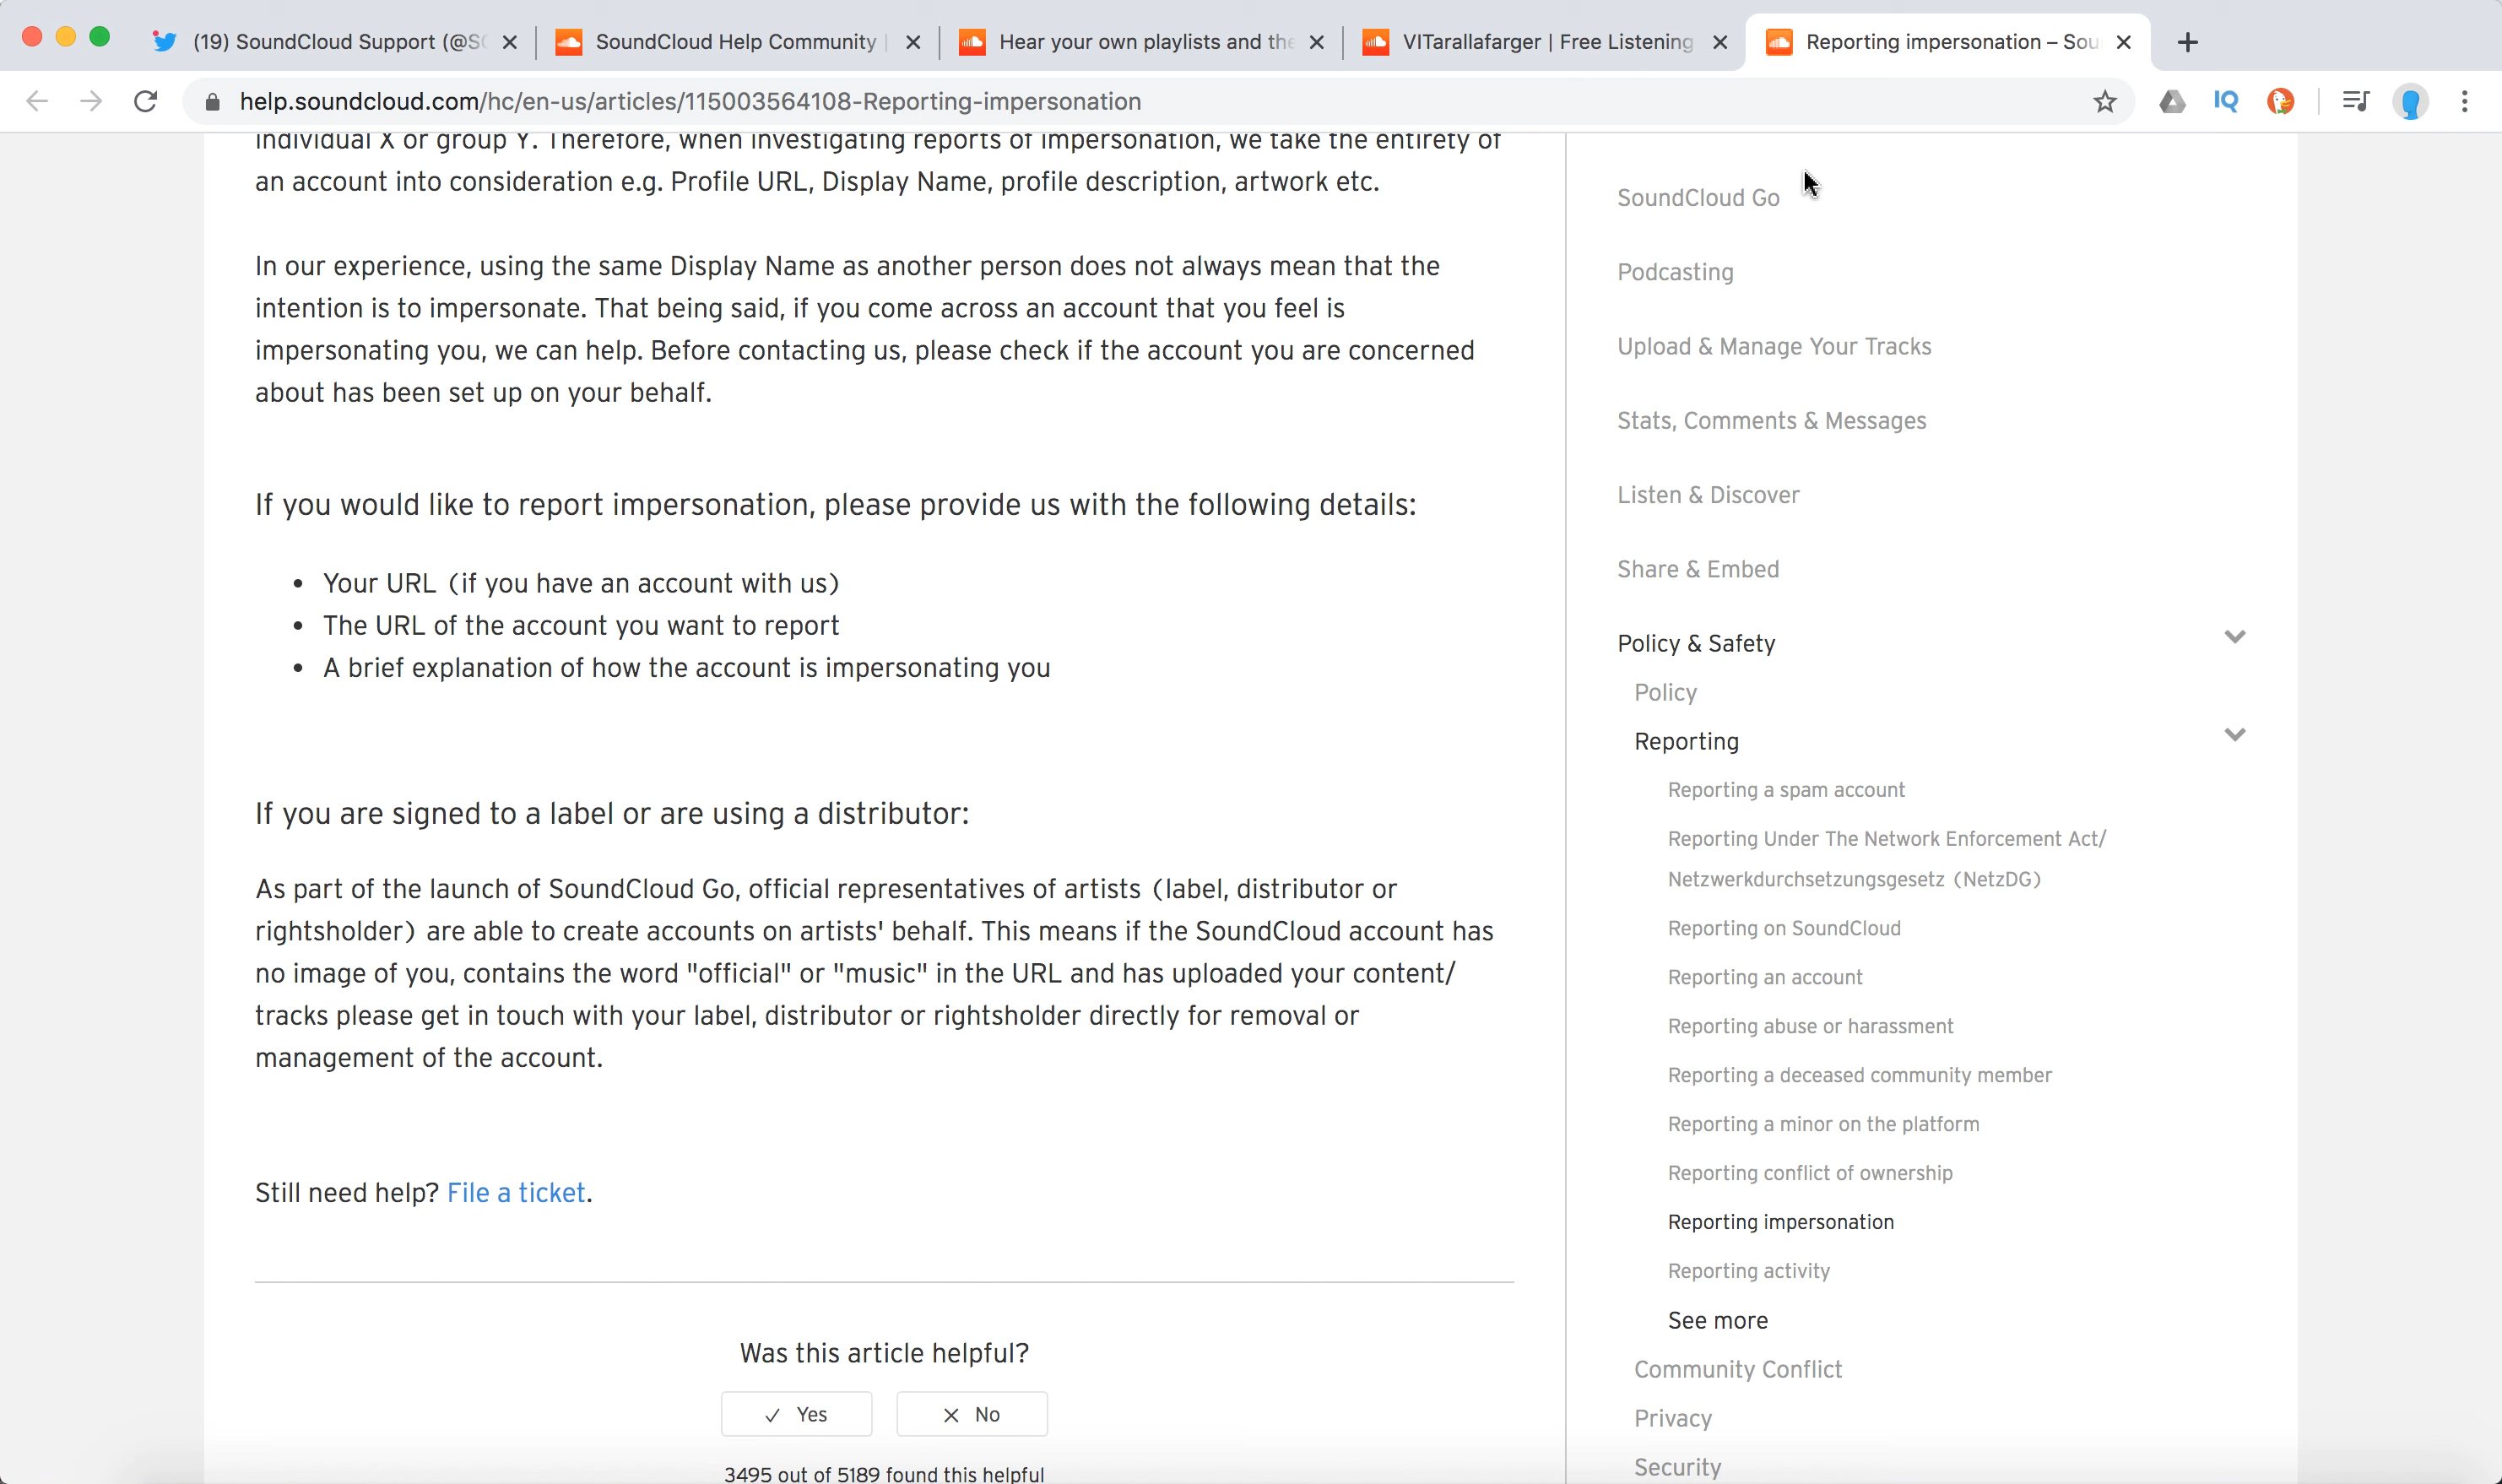 (19) SoundCloud Support (@S
SoundCloud Help Community |
Hear your own playlists and the
VITarallafarger | Free Listening
Reporting impersonation – Sou
help.soundcloud.com/hc/en-us/articles/115003564108-Reporting-impersonation
IQ
individual X or group Y. Therefore, when investigating reports of impersonation, we take the entirety of
an account into consideration e.g. Profile URL, Display Name, profile description, artwork etc.
In our experience, using the same Display Name as another person does not always mean that the
intention is to impersonate. That being said, if you come across an account that you feel is
impersonating you, we can help. Before contacting us, please check if the account you are concerned
about has been set up on your behalf.
If you would like to report impersonation, please provide us with the following details:
• Your URL (if you have an account with us)
• The URL of the account you want to report
• A brief explanation of how the account is impersonating you
If you are signed to a label or are using a distributor:
As part of the launch of SoundCloud Go, official representatives of artists (label, distributor or
rightsholder) are able to create accounts on artists' behalf. This means if the SoundCloud account has
no image of you, contains the word "official" or "music" in the URL and has uploaded your content/
tracks please get in touch with your label, distributor or rightsholder directly for removal or
management of the account.
Still need help? File a ticket.
Was this article helpful?
Yes
No
3495 out of 5189 found this helpful
SoundCloud Go
Podcasting
Upload & Manage Your Tracks
Stats, Comments & Messages
Listen & Discover
Share & Embed
Policy & Safety
Policy
Reporting
Reporting a spam account
Reporting Under The Network Enforcement Act/
Netzwerkdurchsetzungsgesetz (NetzDG)
Reporting on SoundCloud
Reporting an account
Reporting abuse or harassment
Reporting a deceased community member
Reporting a minor on the platform
Reporting conflict of ownership
Reporting impersonation
Reporting activity
See more
Community Conflict
Privacy
Security